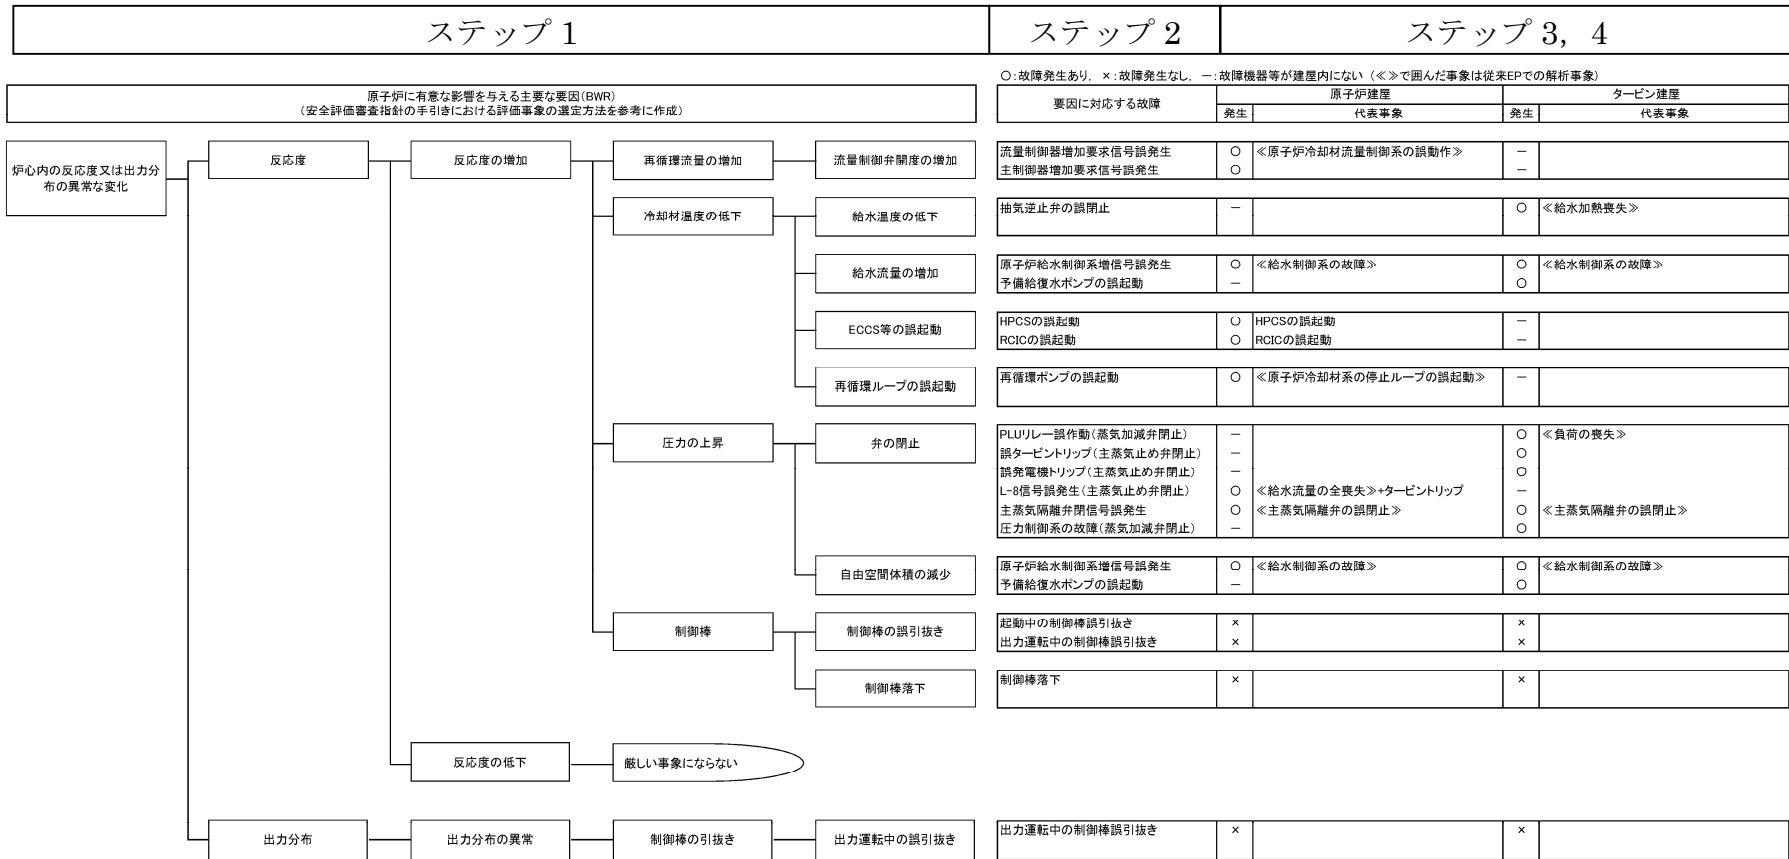 ステップ 1
ステップ 2
ステップ 3，4
○：故障発生あり， ×：故障発生なし， －：故障機器等が建屋内にない （≪≫で囲んだ事象は従来EPでの解析事象）
原子炉に有意な影響を与える主要な要因（BWR）
（安全評価審査指針の手引きにおける評価事象の選定方法を参考に作成）
要因に対応する故障
原子炉建屋
タービン建屋
発生 代表事象 発生 代表事象
炉心内の反応度又は出力分
布の異常な変化
反応度
反応度の増加
再循環流量の増加
流量制御弁開度の増加
流量制御器増加要求信号誤発生 ○ ≪原子炉冷却材流量制御系の誤動作≫ －
主制御器増加要求信号誤発生 ○ －
冷却材温度の低下
給水温度の低下
抽気逆止弁の誤閉止 － ○ ≪給水加熱喪失≫
給水流量の増加
原子炉給水制御系増信号誤発生 ○ ≪給水制御系の故障≫ ○ ≪給水制御系の故障≫
予備給復水ポンプの誤起動 － ○
ECCS等の誤起動
HPCSの誤起動 ○ HPCSの誤起動 －
RCICの誤起動 ○ RCICの誤起動 －
再循環ループの誤起動
再循環ポンプの誤起動 ○ ≪原子炉冷却材系の停止ループの誤起動≫ －
圧力の上昇
弁の閉止
PLUリレー誤作動（蒸気加減弁閉止） － ○ ≪負荷の喪失≫
誤タービントリップ（主蒸気止め弁閉止） － ○
誤発電機トリップ（主蒸気止め弁閉止） － ○
L-8信号誤発生（主蒸気止め弁閉止） ○ ≪給水流量の全喪失≫+タービントリップ －
主蒸気隔離弁閉信号誤発生 ○ ≪主蒸気隔離弁の誤閉止≫ ○ ≪主蒸気隔離弁の誤閉止≫
圧力制御系の故障（蒸気加減弁閉止） － ○
自由空間体積の減少
原子炉給水制御系増信号誤発生 ○ ≪給水制御系の故障≫ ○ ≪給水制御系の故障≫
予備給復水ポンプの誤起動 － ○
制御棒
制御棒の誤引抜き
起動中の制御棒誤引抜き × ×
出力運転中の制御棒誤引抜き × ×
制御棒落下
制御棒落下 × ×
反応度の低下
厳しい事象にならない
出力分布
出力分布の異常
制御棒の引抜き
出力運転中の誤引抜き
出力運転中の制御棒誤引抜き × ×